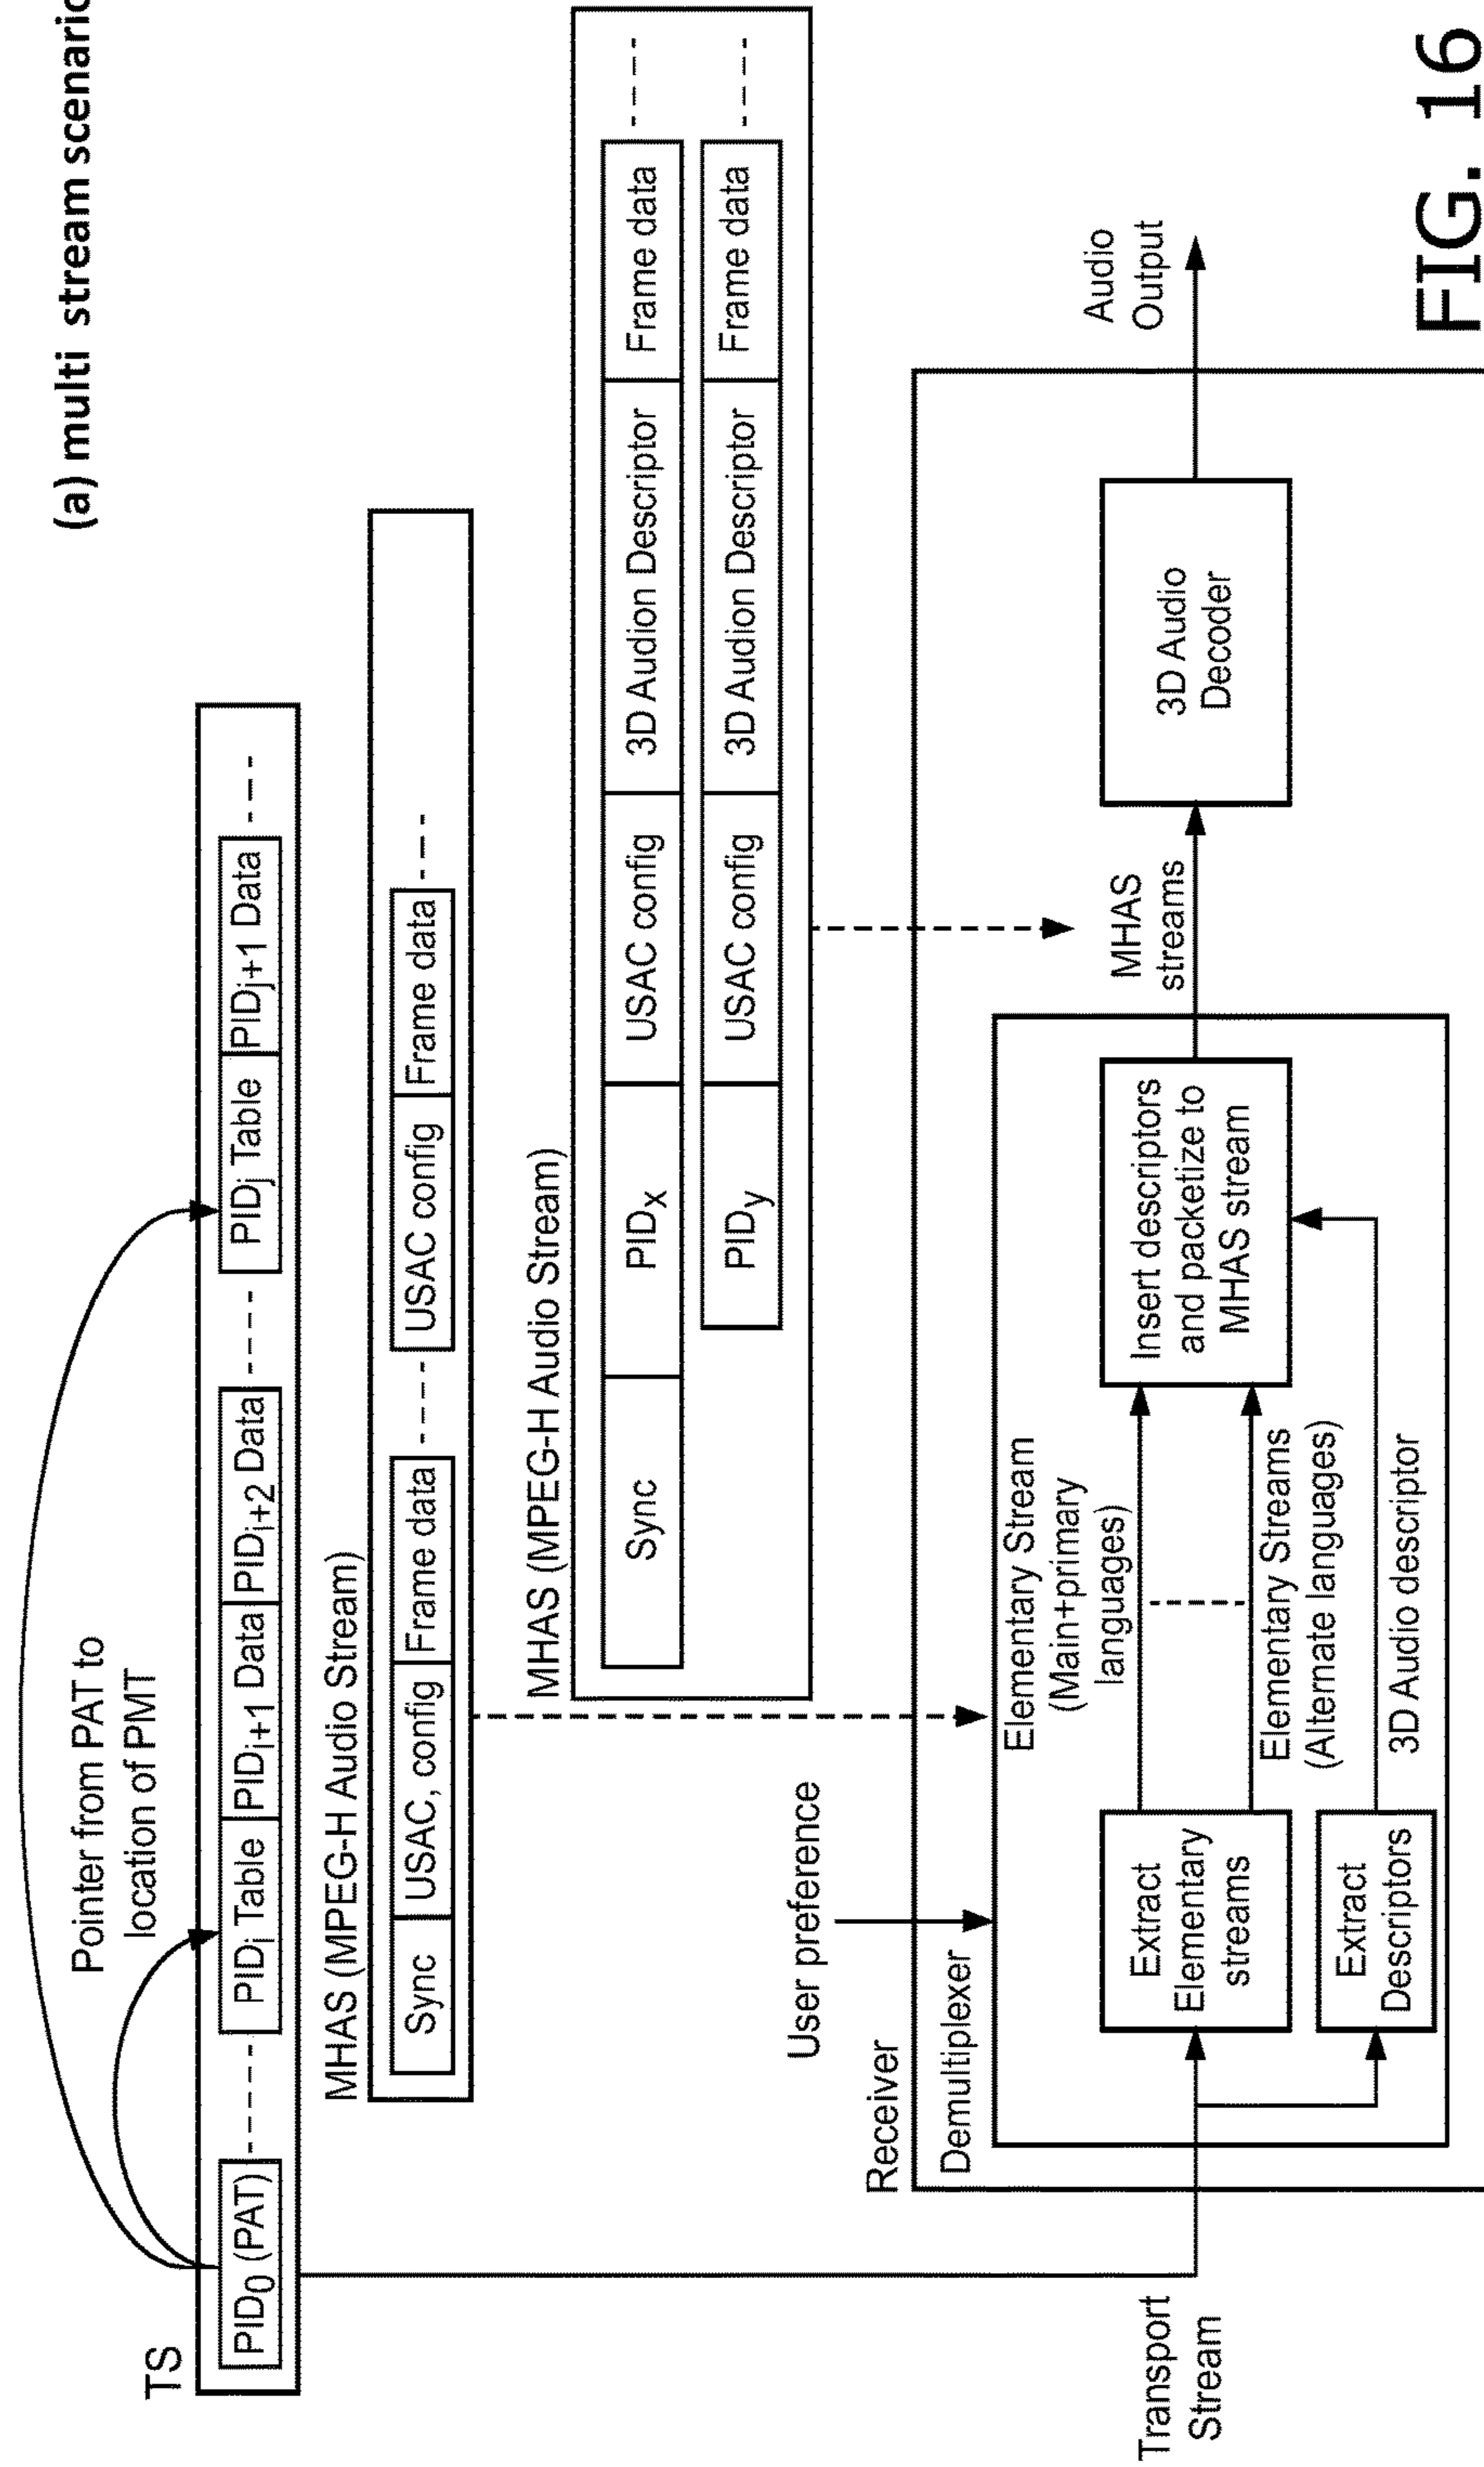 (a) multi stream scenario
Pointer from PAT to
location of PMT
TS
PID0 (PAT)
PIDi Table
PIDi+1 Data
PIDi+2 Data
PIDj Table
PIDj+1 Data
MHAS (MPEG-H Audio Stream)
Sync
USAC, config
Frame data
USAC config
Frame data
MHAS (MPEG-H Audio Stream)
Sync
PIDx
USAC config
3D Audion Descriptor
Frame data
PIDy
USAC config
3D Audion Descriptor
Frame data
User preference
Receiver
Demultiplexer
Transport
Stream
Extract
Elementary
streams
Extract
Descriptors
Elementary Stream
(Main+primary
languages)
Elementary Streams
(Alternate languages)
3D Audio descriptor
Insert descriptors
and packetize to
MHAS stream
MHAS
streams
3D Audio
Decoder
Audio
Output
FIG. 16